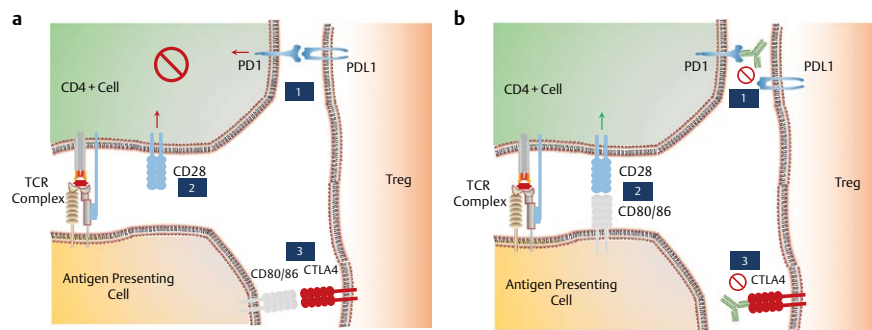 a
PD1
PDL1
CD4 + Cell
1
CD28
2
TCR
Complex
Treg
3
CD80/86
CTLA4
Antigen Presenting
Cell
b
PD1
PDL1
CD4 + Cell
1
CD28
2
CD80/86
TCR
Complex
Treg
3
CTLA4
Antigen Presenting
Cell